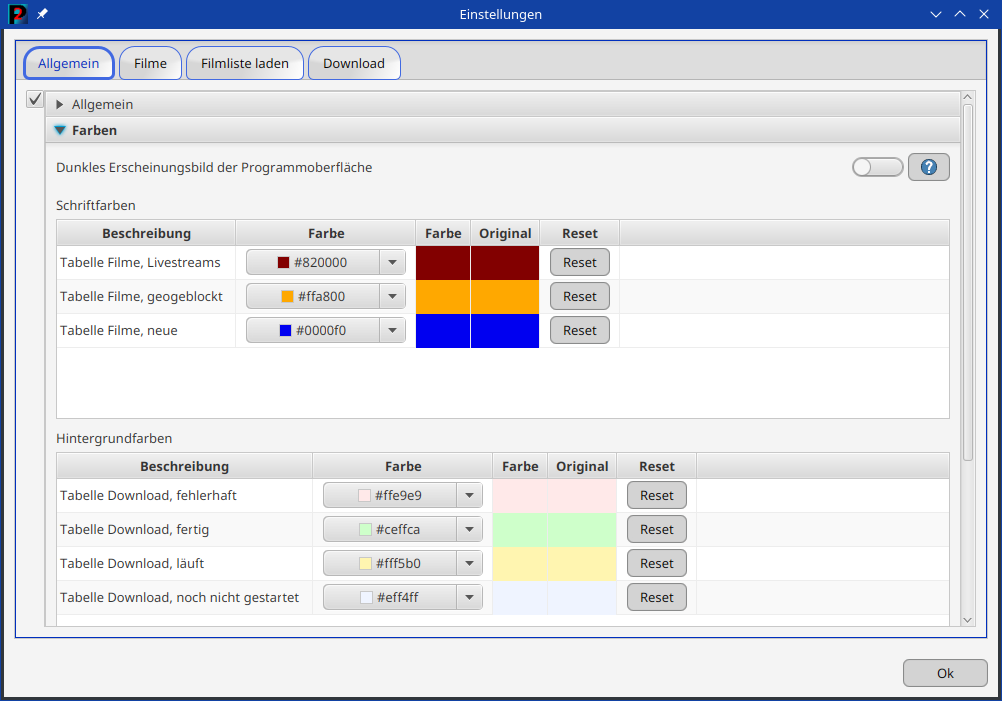 Einstellungen
Allgemein Filme Filmliste laden Download
Allgemein
Farben
Dunkles Erscheinungsbild der Programmoberfläche ?
Schriftfarben
Beschreibung Farbe Farbe Original Reset
Tabelle Filme, Livestreams #820000 Reset
Tabelle Filme, geogeblockt #ffa800 Reset
Tabelle Filme, neue #0000f0 Reset
Hintergrundfarben
Beschreibung Farbe Farbe Original Reset
Tabelle Download, fehlerhaft #ffe9e9 Reset
Tabelle Download, fertig #ceffca Reset
Tabelle Download, läuft #fff5b0 Reset
Tabelle Download, noch nicht gestartet #eff4ff Reset
Ok